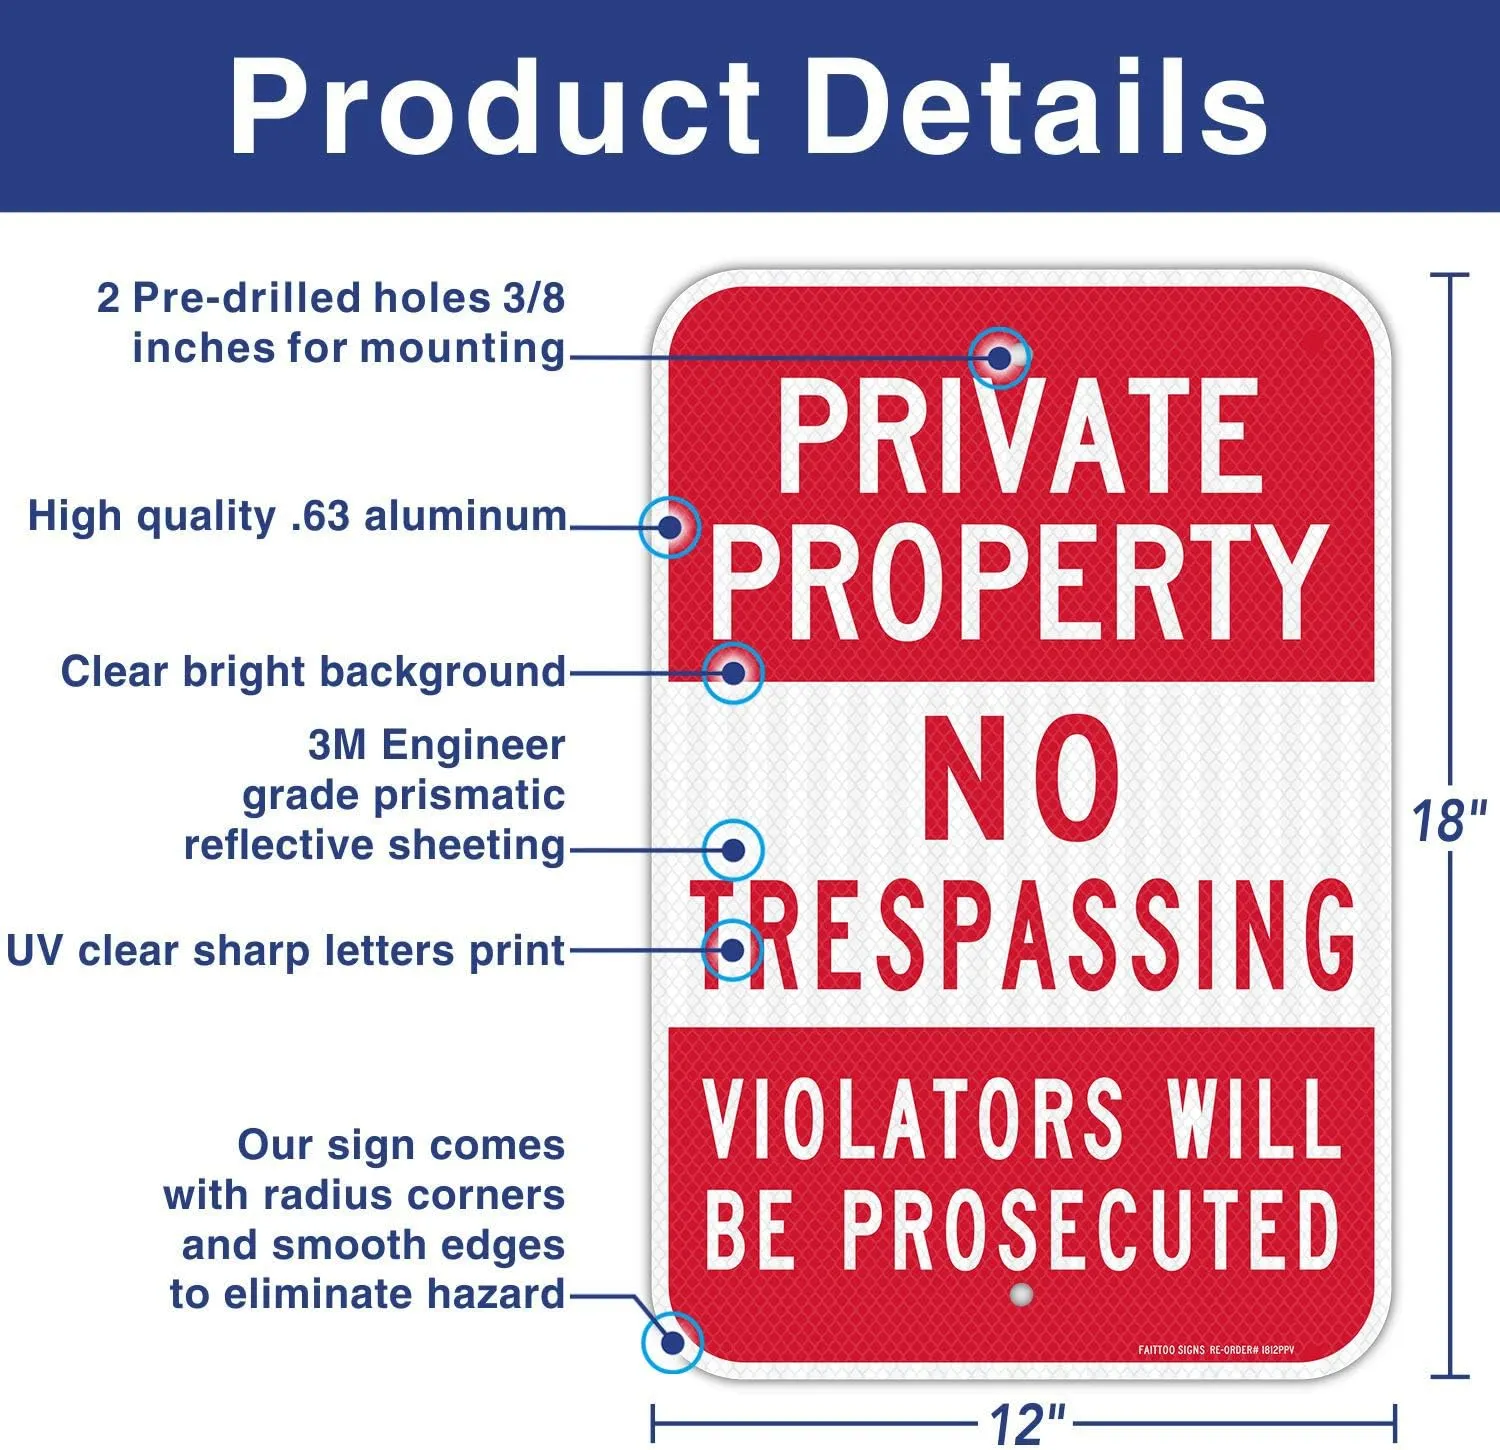 Product Details
2 Pre-drilled holes 3/8
inches for mounting
High quality .63 aluminum
Clear bright background
3M Engineer
grade prismatic
reflective sheeting
UV clear sharp letters print
Our sign comes
with radius corners
and smooth edges
to eliminate hazard
PRIVATE
PROPERTY
NO
TRESPASSING
VIOLATORS WILL
BE PROSECUTED
FAITTOO SIGNS RE-ORDER# 1812PPV
18"
12"